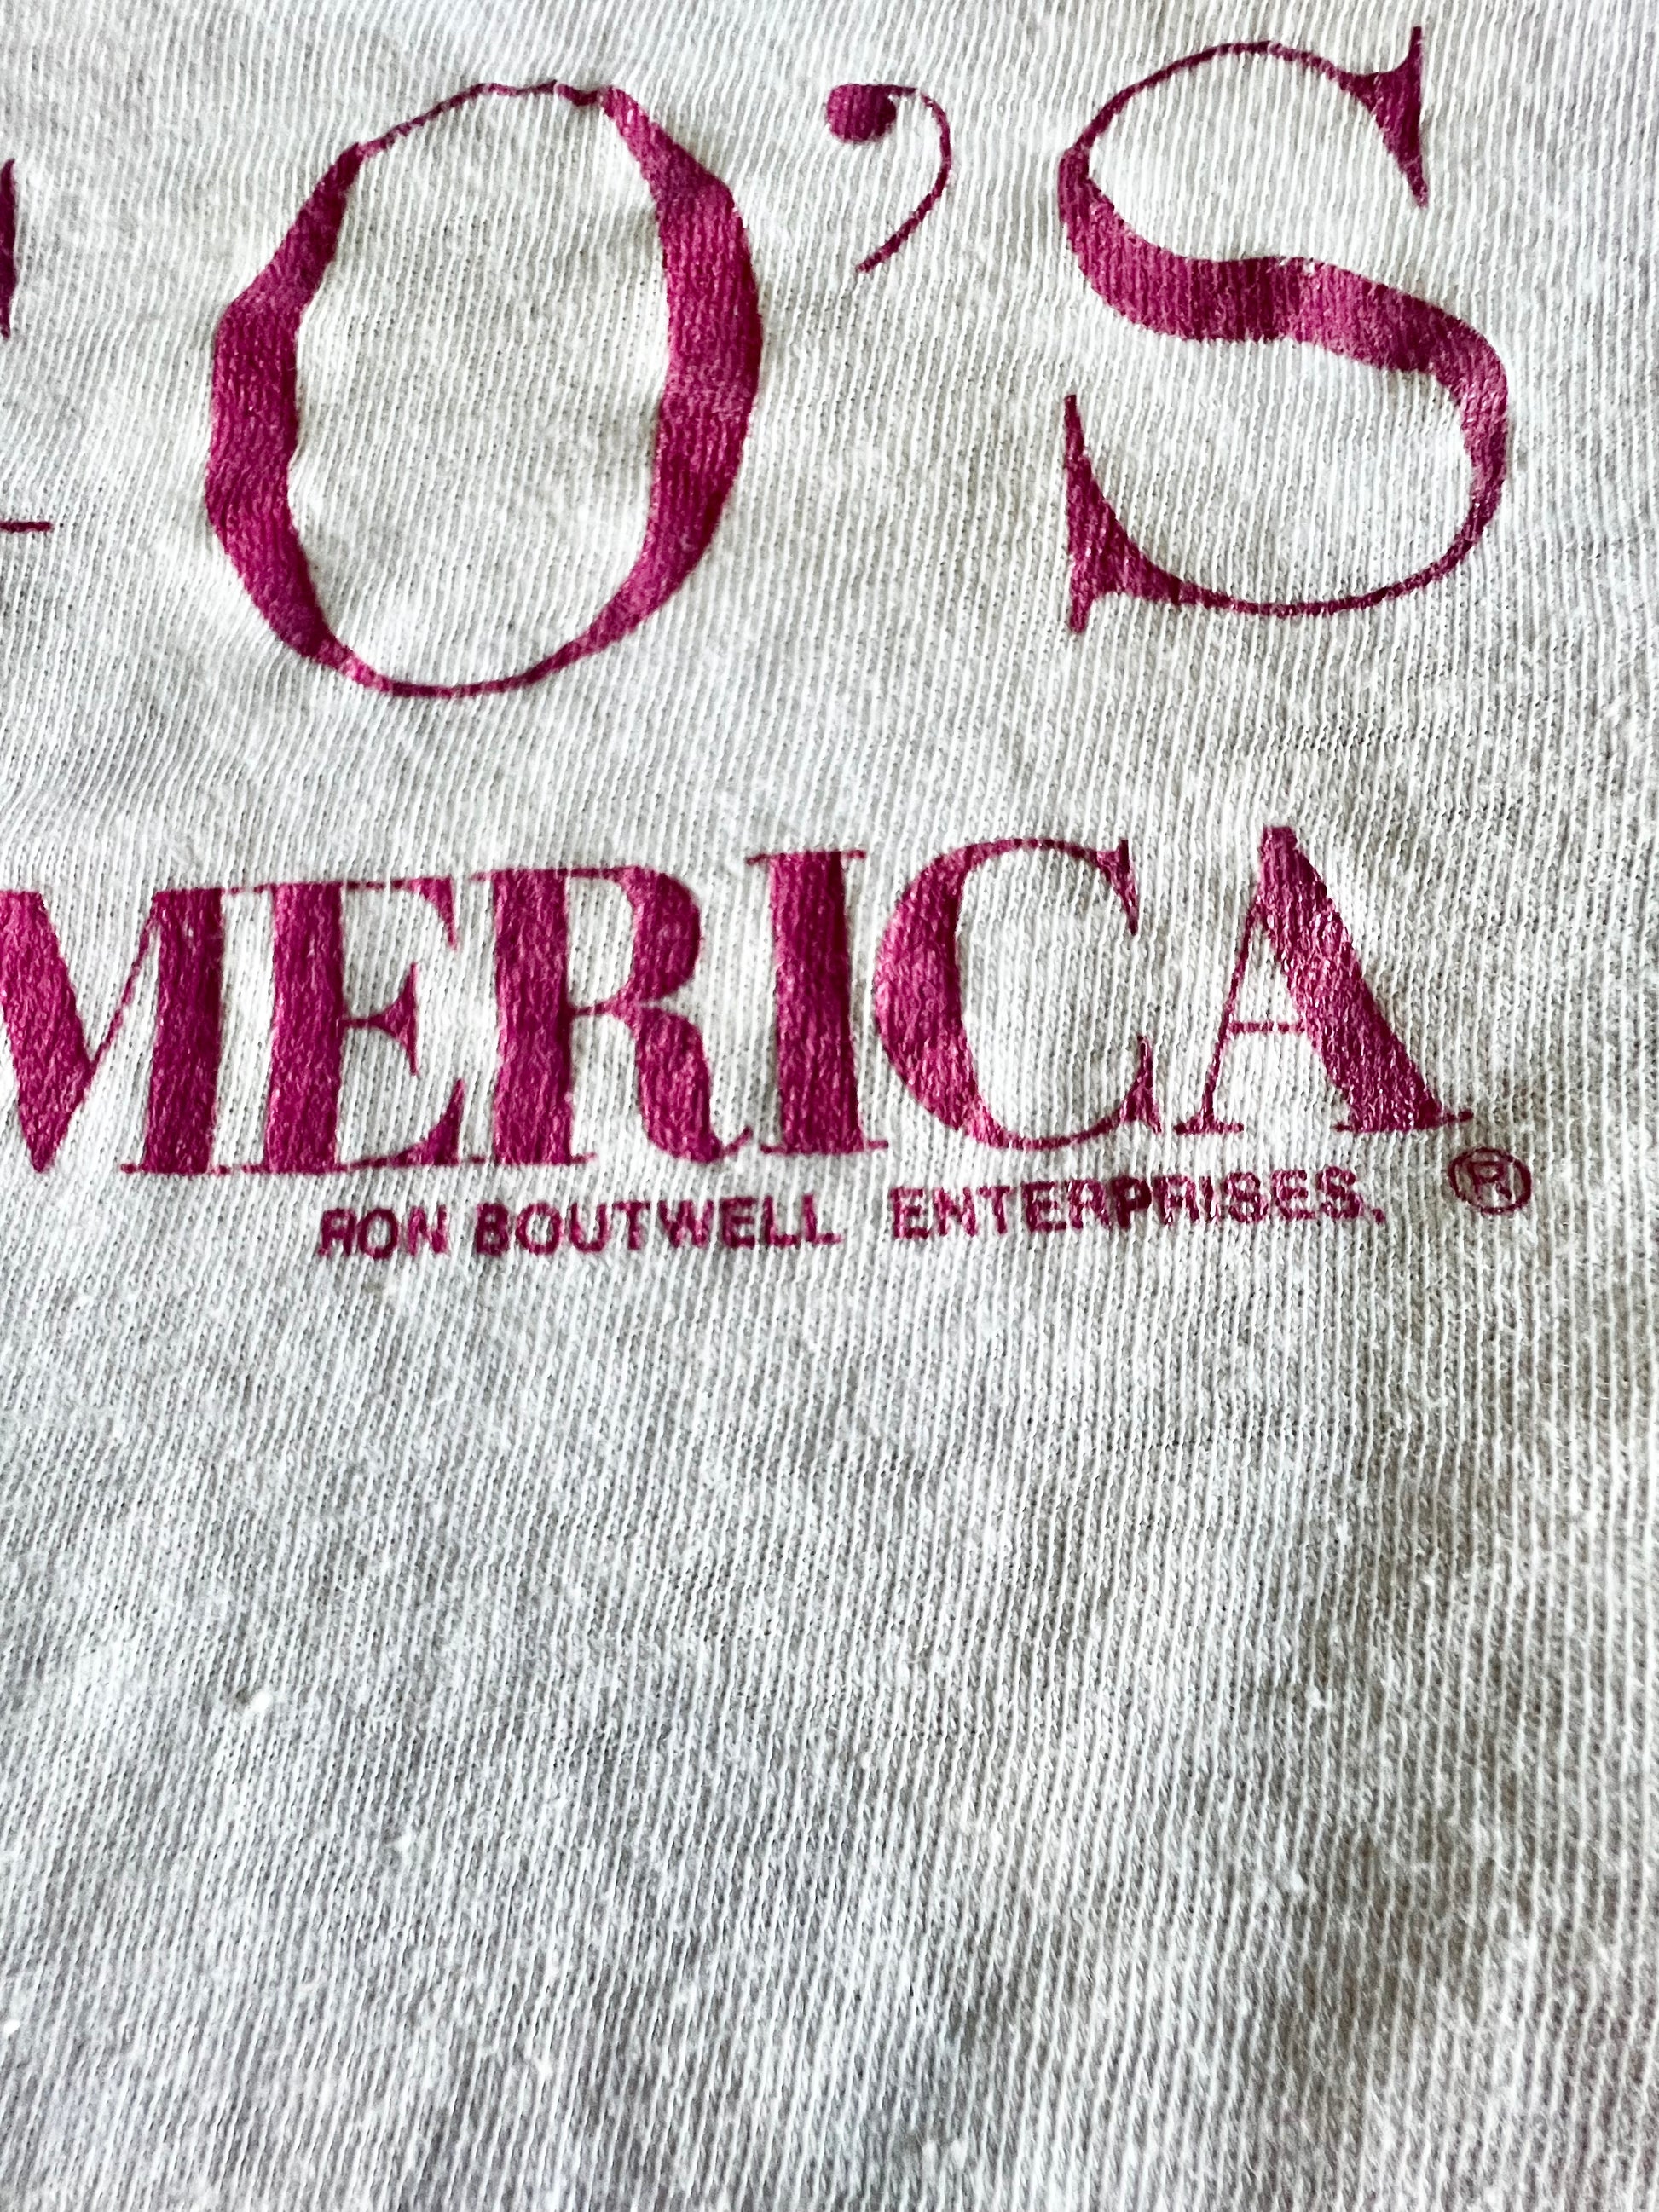 O'S
MERICA
RON BOUTWELL ENTERPRISES. ®